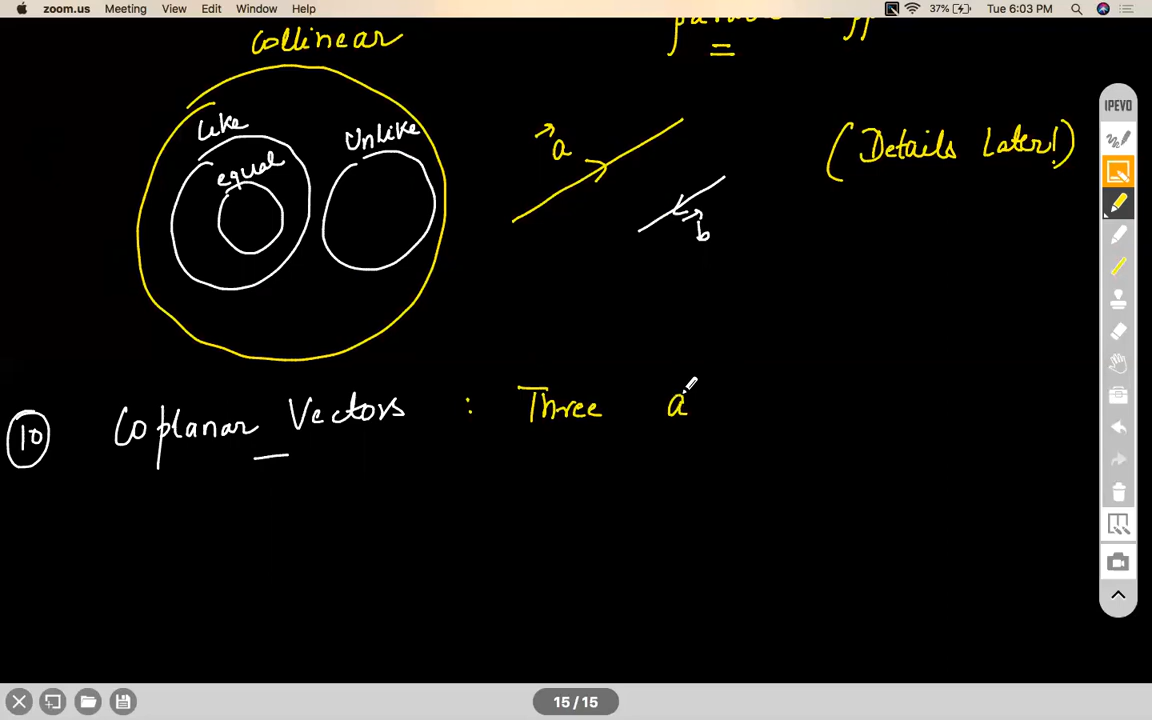 zoom.us Meeting View Edit Window Help 37% Tue 6:03 PM
Collinear
=
IPEVO
Like
UnLike
equal
a
(Details Later!)
b
10 Coplanar Vectors : Three a
15 / 15